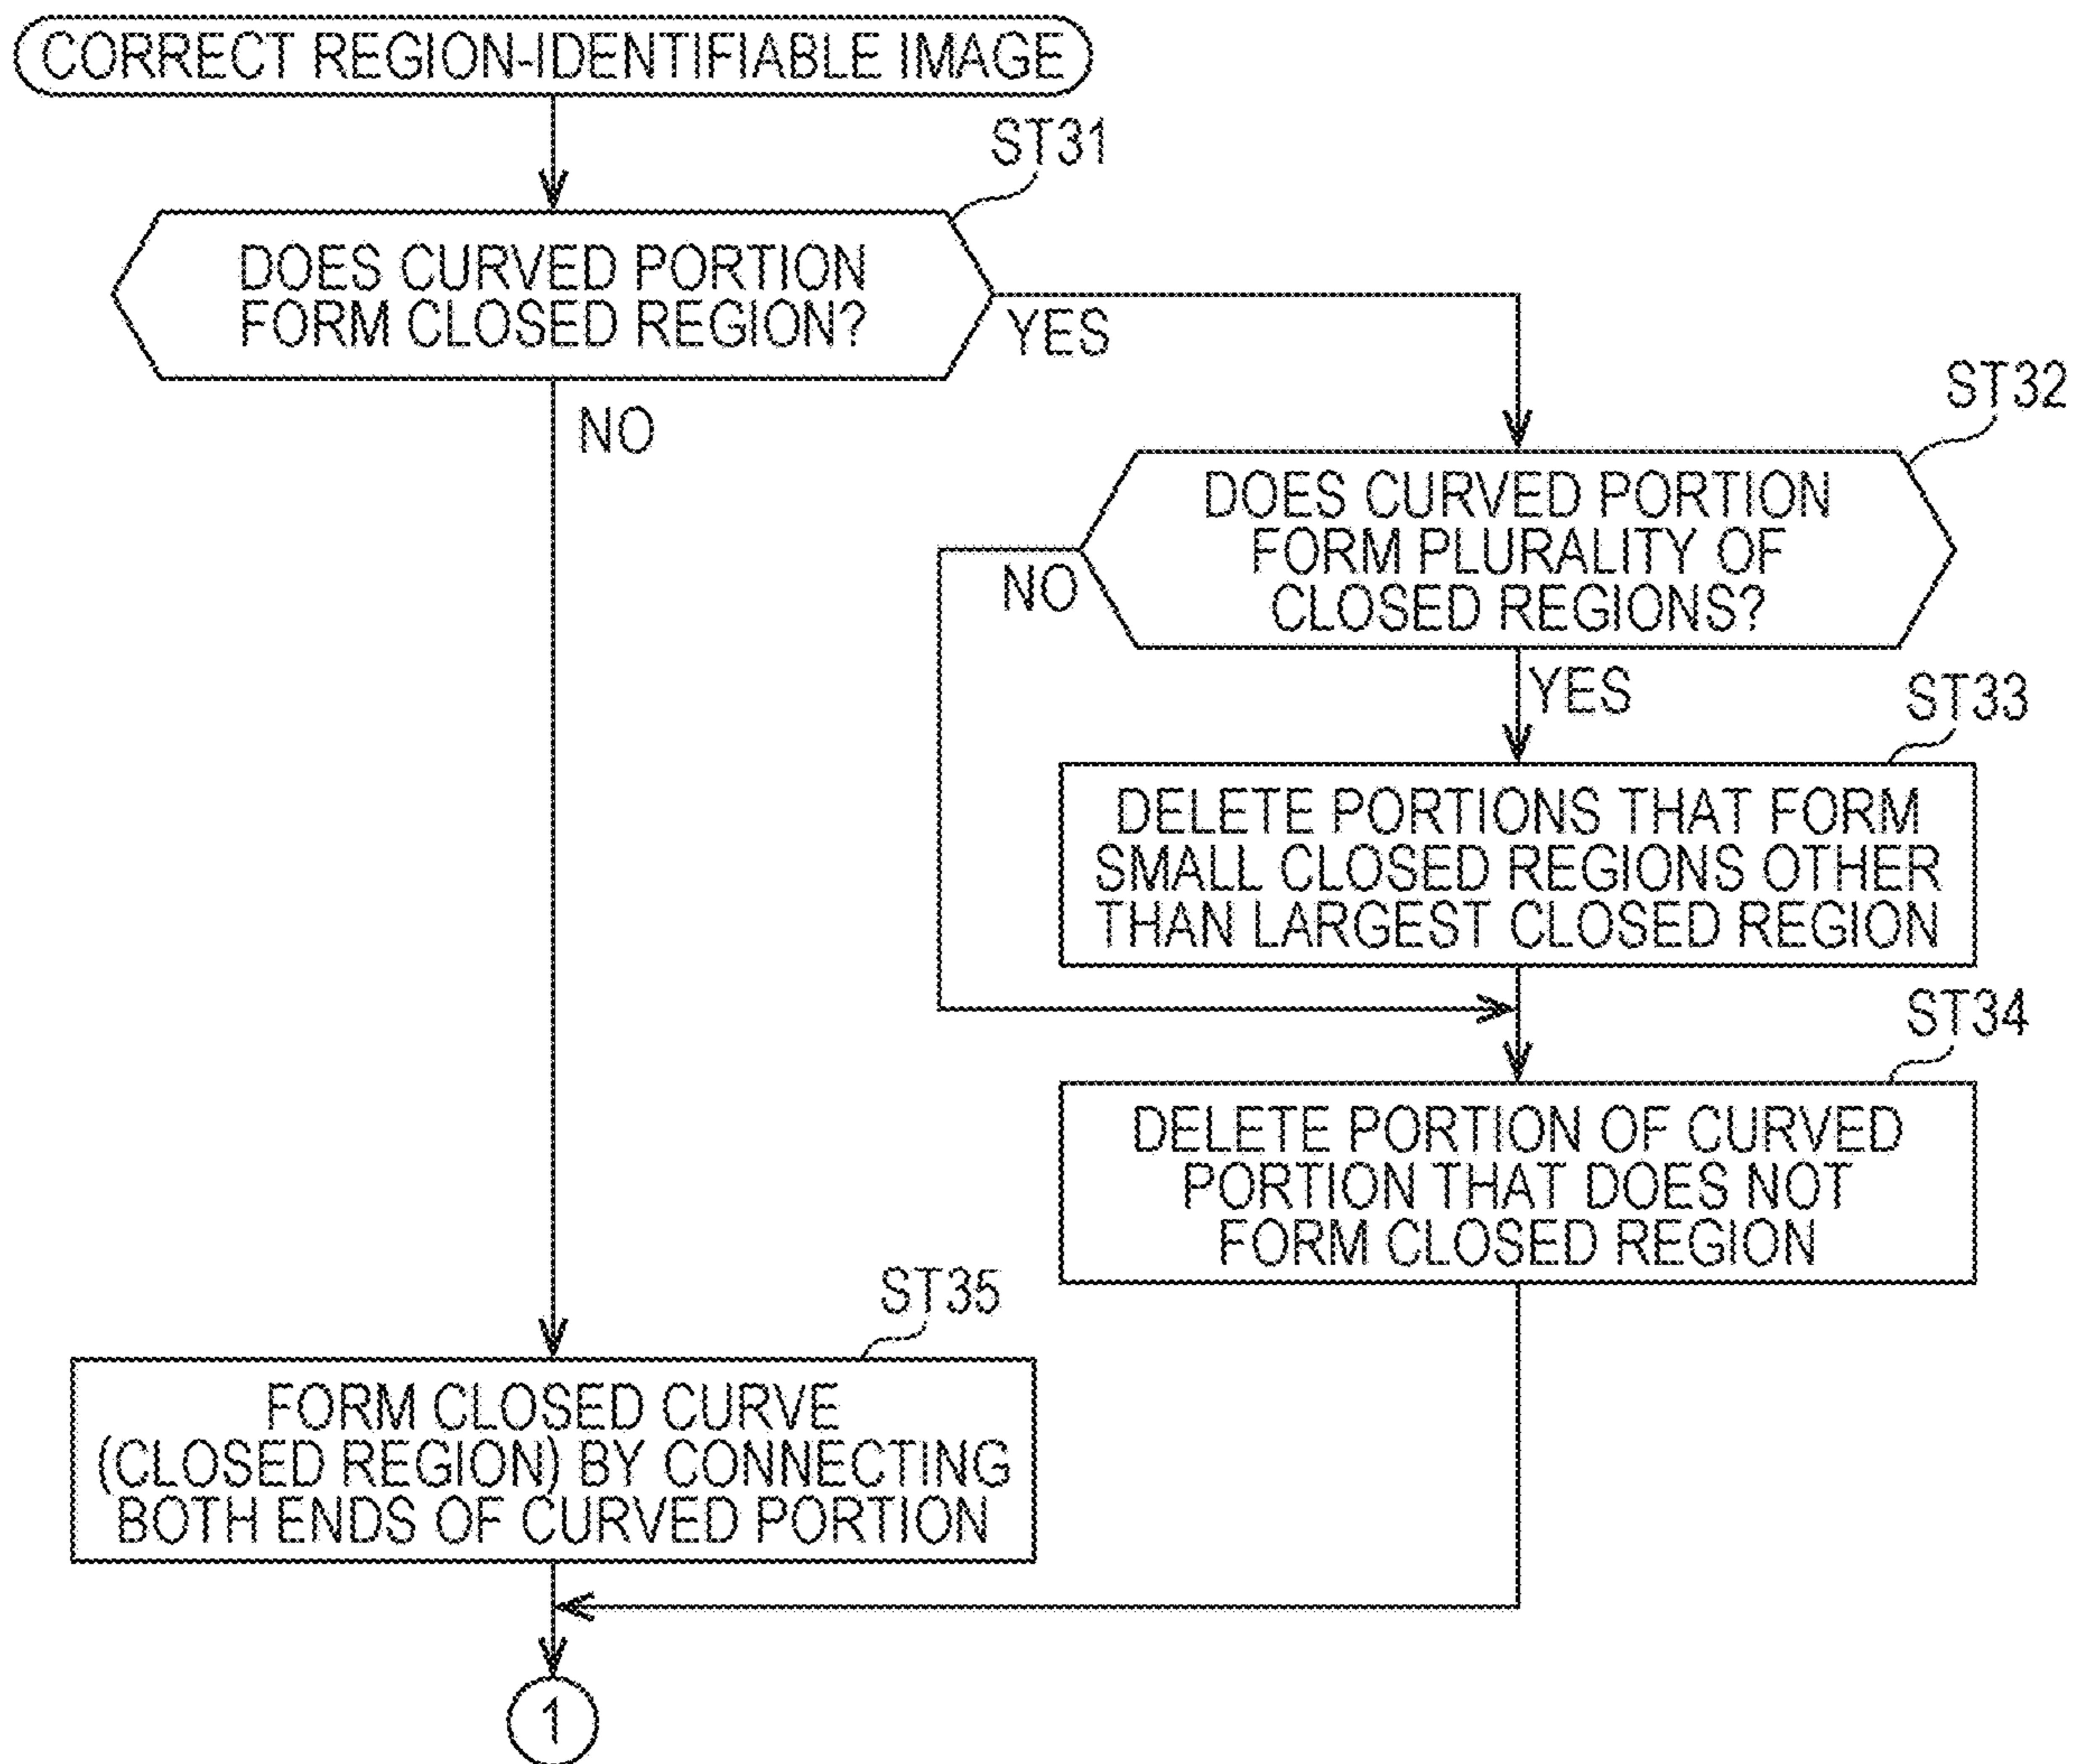 CORRECT REGION-IDENTIFIABLE IMAGE
ST31
DOES CURVED PORTION
FORM CLOSED REGION?
YES
NO
ST32
DOES CURVED PORTION
FORM PLURALITY OF
CLOSED REGIONS?
NO
YES
ST33
DELETE PORTIONS THAT FORM
SMALL CLOSED REGIONS OTHER
THAN LARGEST CLOSED REGION
ST34
DELETE PORTION OF CURVED
PORTION THAT DOES NOT
FORM CLOSED REGION
ST35
FORM CLOSED CURVE
(CLOSED REGION) BY CONNECTING
BOTH ENDS OF CURVED PORTION
1